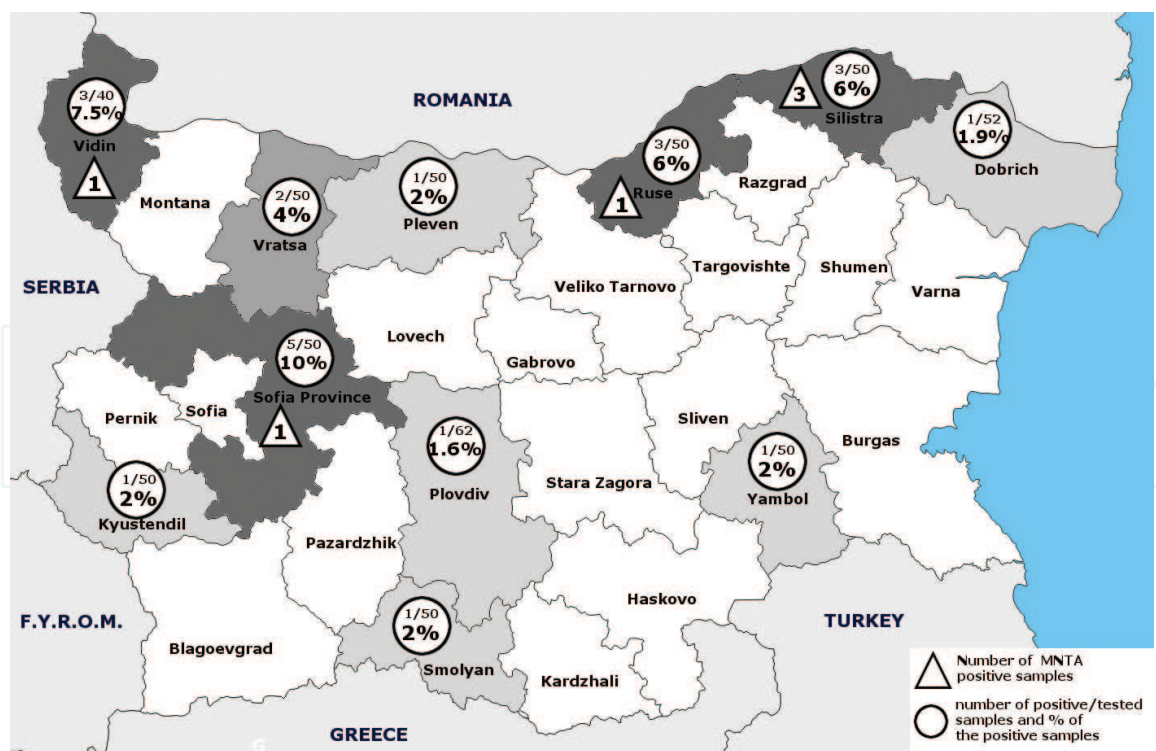 3/40
7.5%
Vidin
1
Montana
2/50
4%
Vratsa
ROMANIA
1/50
2%
Pleven
3/50
6%
Ruse
1
3
3/50
6%
Silistra
Razgrad
1/52
1.9%
Dobrich
SERBIA
Veliko Tarnovo
Targovishte
Shumen
Varna
Lovech
Gabrovo
5/50
10%
Sofia Province
1
Pernik
Sofia
1/50
2%
Kyustendil
1/62
1.6%
Plovdiv
Stara Zagora
Sliven
1/50
2%
Yambol
Burgas
Pazardzhik
F.Y.R.O.M.
Blagoevgrad
1/50
2%
Smolyan
Haskovo
Kardzhali
TURKEY
GREECE
G
Number of MNTA
positive samples
number of positive/tested
samples and % of
the positive samples